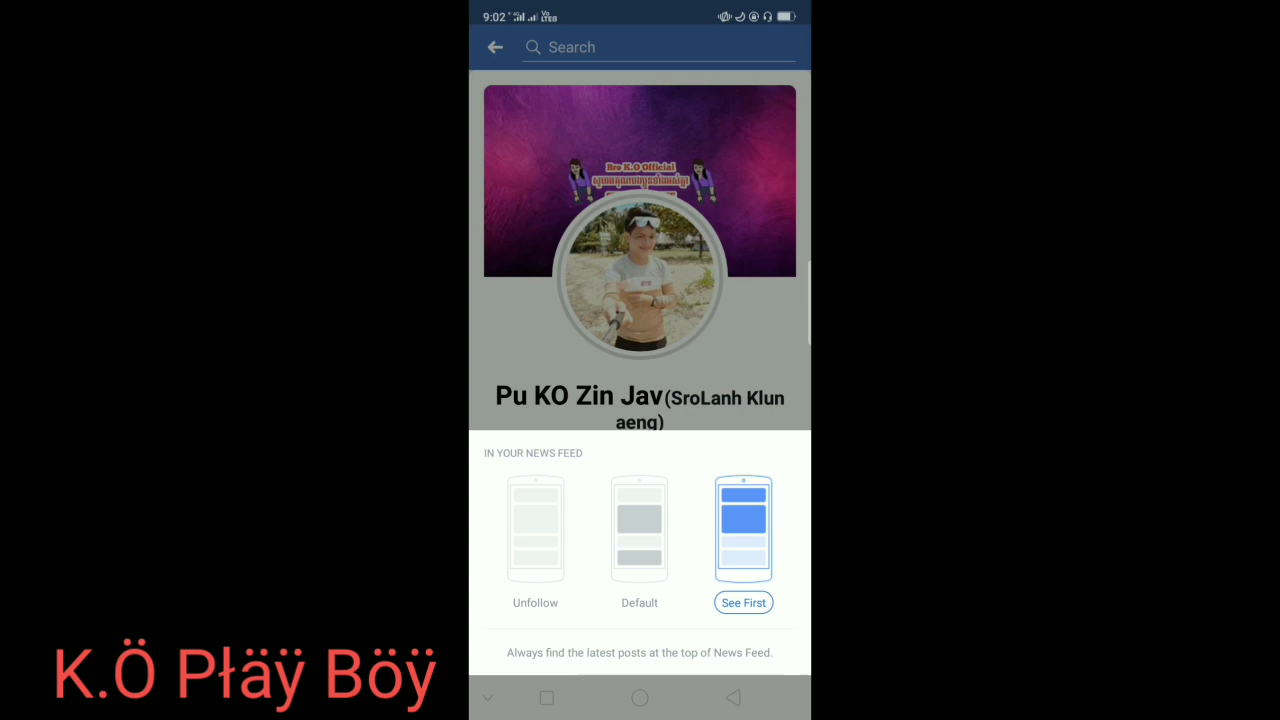 9:02
Search
Bro K.O Official
Pu KO Zin Jav(SroLanh Klun
aeng)
IN YOUR NEWS FEED
Unfollow Default See First
Always find the latest posts at the top of News Feed.
K.Ö Płäÿ Böÿ